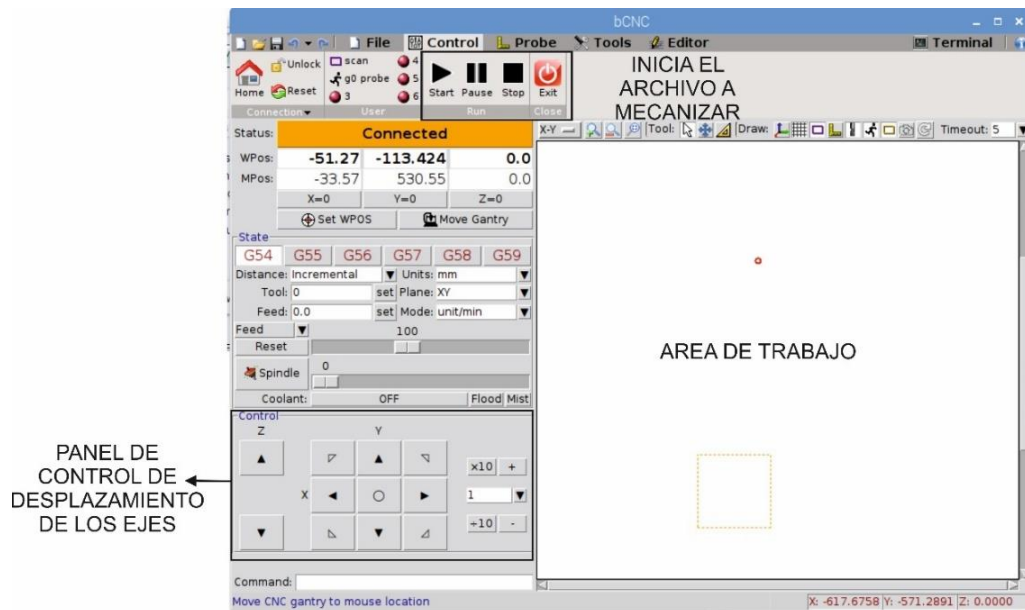 bCNC
File Control Probe Tools Editor Terminal
Unlock scan 4
g0 probe 5
Home Reset 3 6 Start Pause Stop Exit
Connection User Run Close
INICIA EL
ARCHIVO A
MECANIZAR
Status: Connected
X-Y Tool: Draw: Timeout: 5
WPos: -51.27 -113.424 0.0
MPos: -33.57 530.55 0.0
X=0 Y=0 Z=0
Set WPOS Move Gantry
State
G54 G55 G56 G57 G58 G59
Distance: Incremental Units: mm
Tool: 0 set Plane: XY
Feed: 0.0 set Mode: unit/min
Feed 100
Reset
Spindle 0
Coolant: OFF Flood Mist
AREA DE TRABAJO
Control
Z Y
x10 +
X 1
÷10 -
PANEL DE
CONTROL DE
DESPLAZAMIENTO
DE LOS EJES
Command:
Move CNC gantry to mouse location X: -617.6758 Y: -571.2891 Z: 0.0000